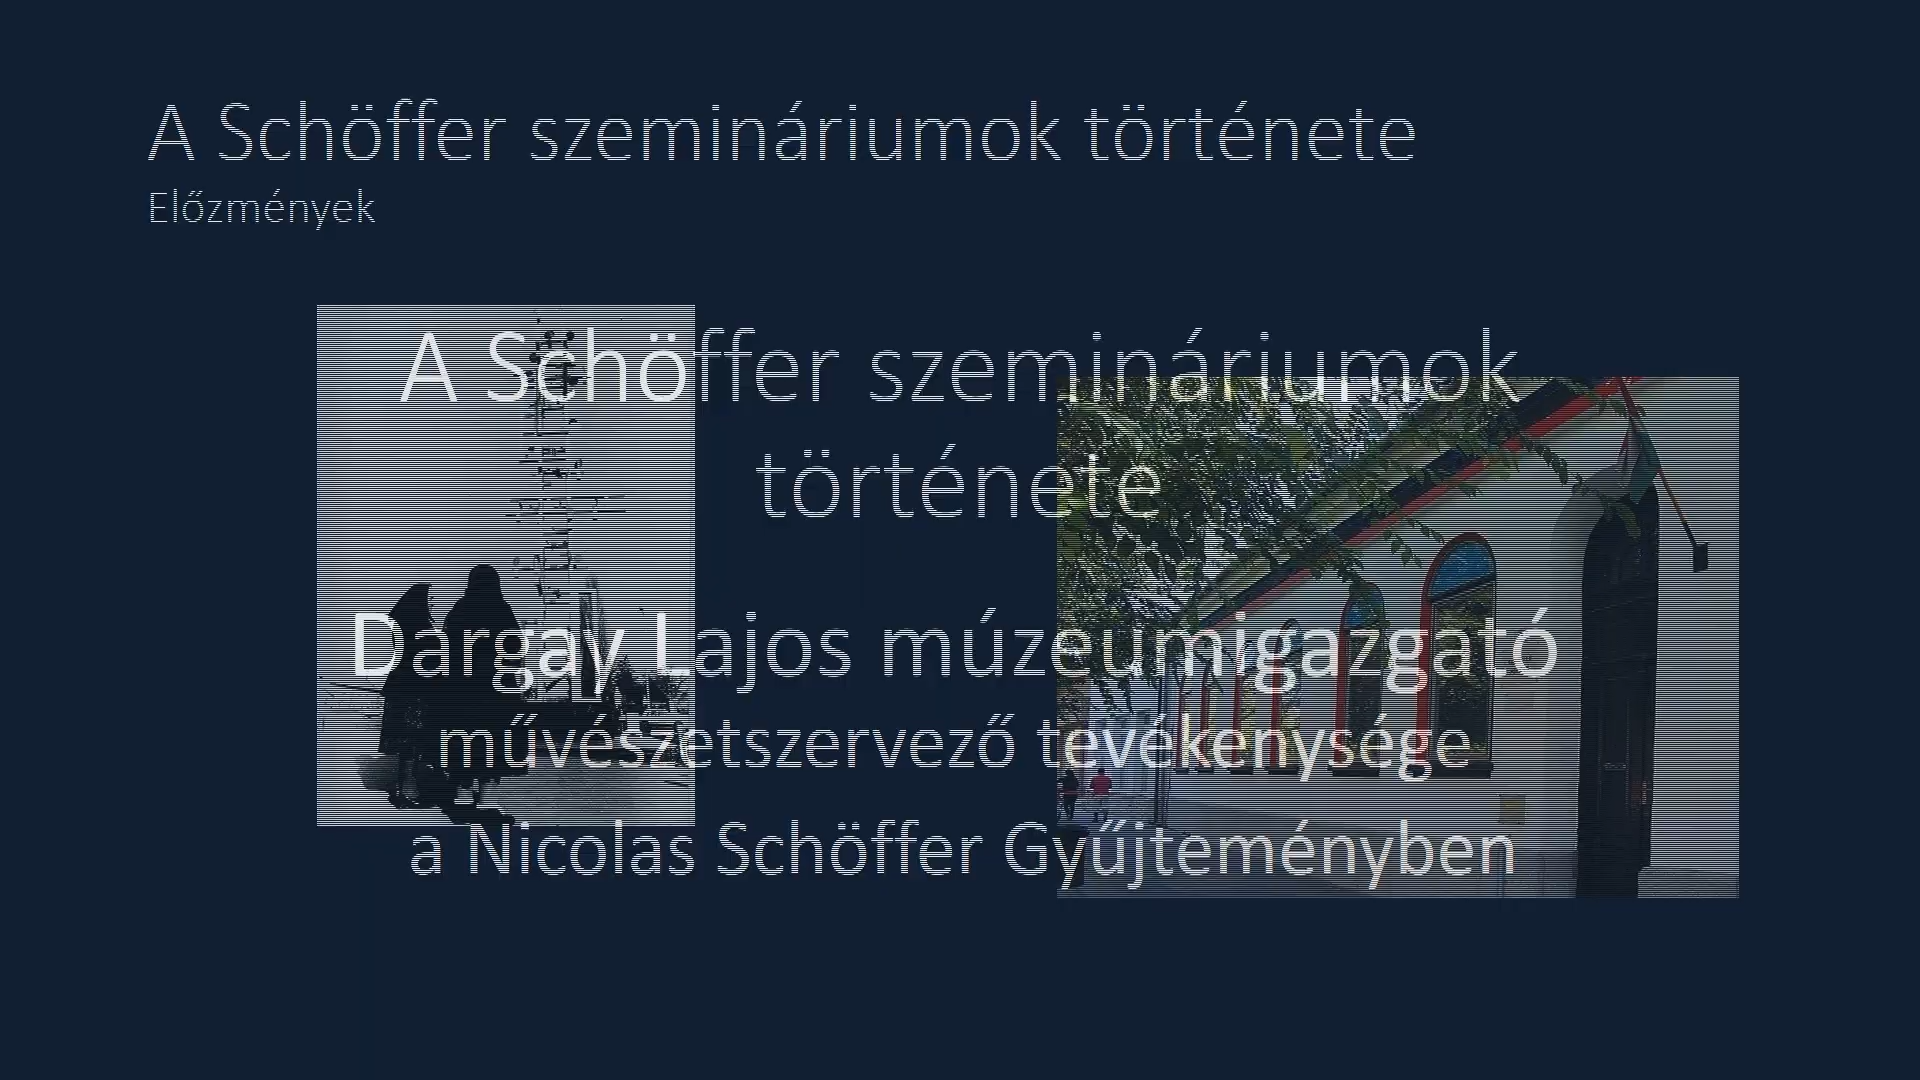 A Schöffer szemináriumok története
Előzmények
A Schöffer szemináriumok
története
Dargay Lajos múzeumigazgató
művészetszervező tevékenysége
a Nicolas Schöffer Gyűjteményben